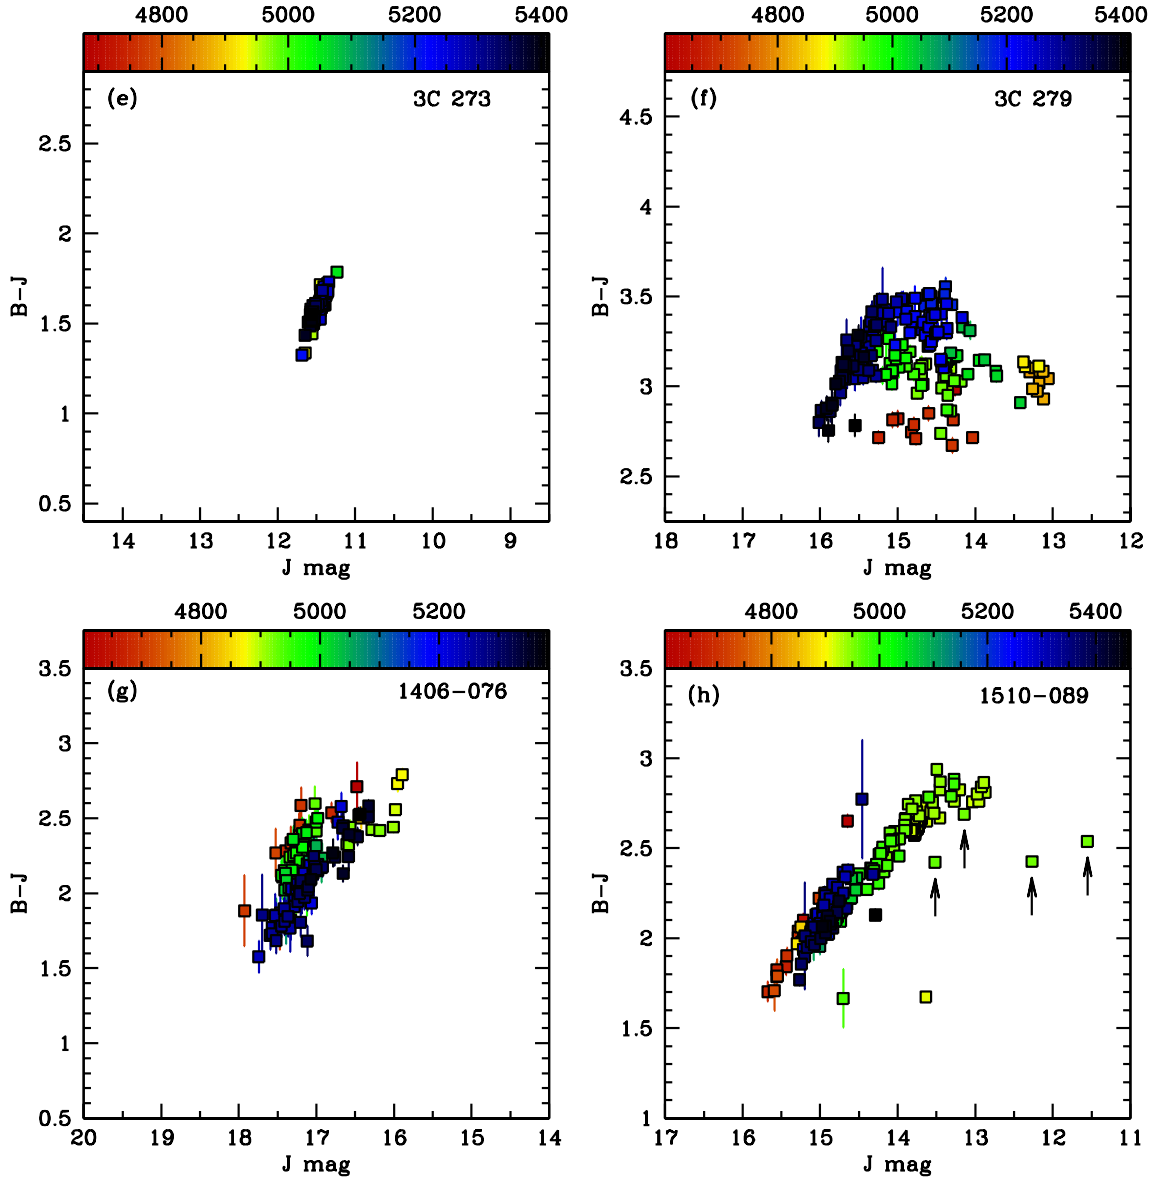 4800 5000 5200 5400
(e) 3C 273
2.5
2
1.5
1
0.5
B-J
14 13 12 11 10 9
J mag
4800 5000 5200 5400
(f) 3C 279
4.5
4
3.5
3
2.5
B-J
18 17 16 15 14 13 12
J mag
4800 5000 5200
(g) 1406-076
3.5
3
2.5
2
1.5
1
0.5
B-J
20 19 18 17 16 15 14
J mag
4800 5000 5200 5400
(h) 1510-089
3.5
3
2.5
2
1.5
1
B-J
17 16 15 14 13 12 11
J mag